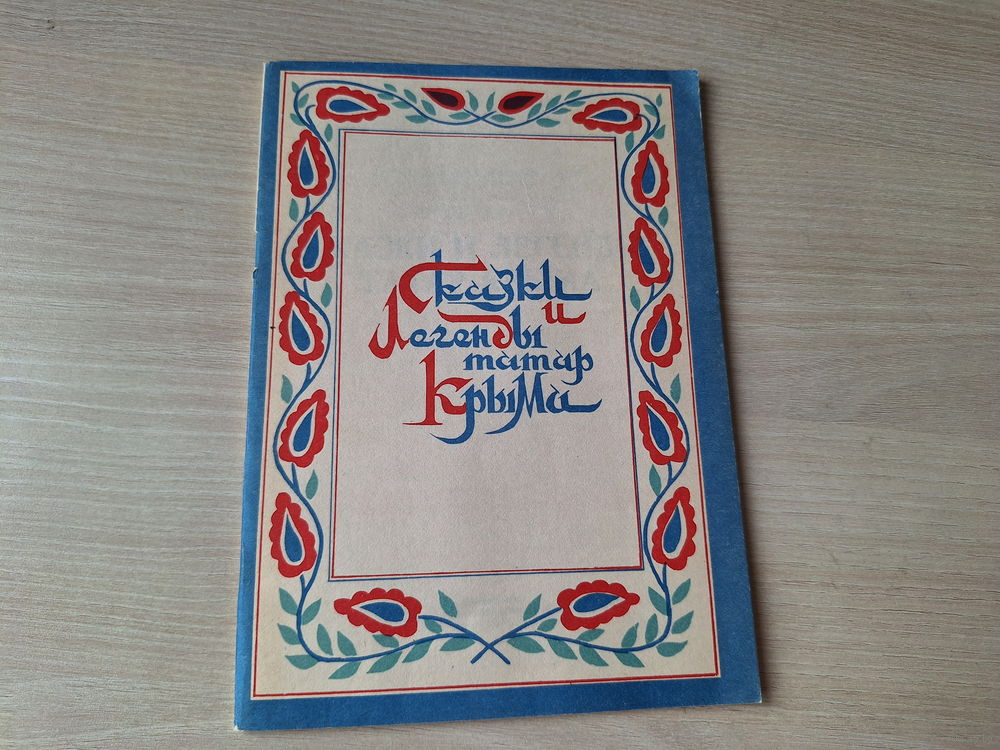 Сказки
и
Легенды
татар
Крыма